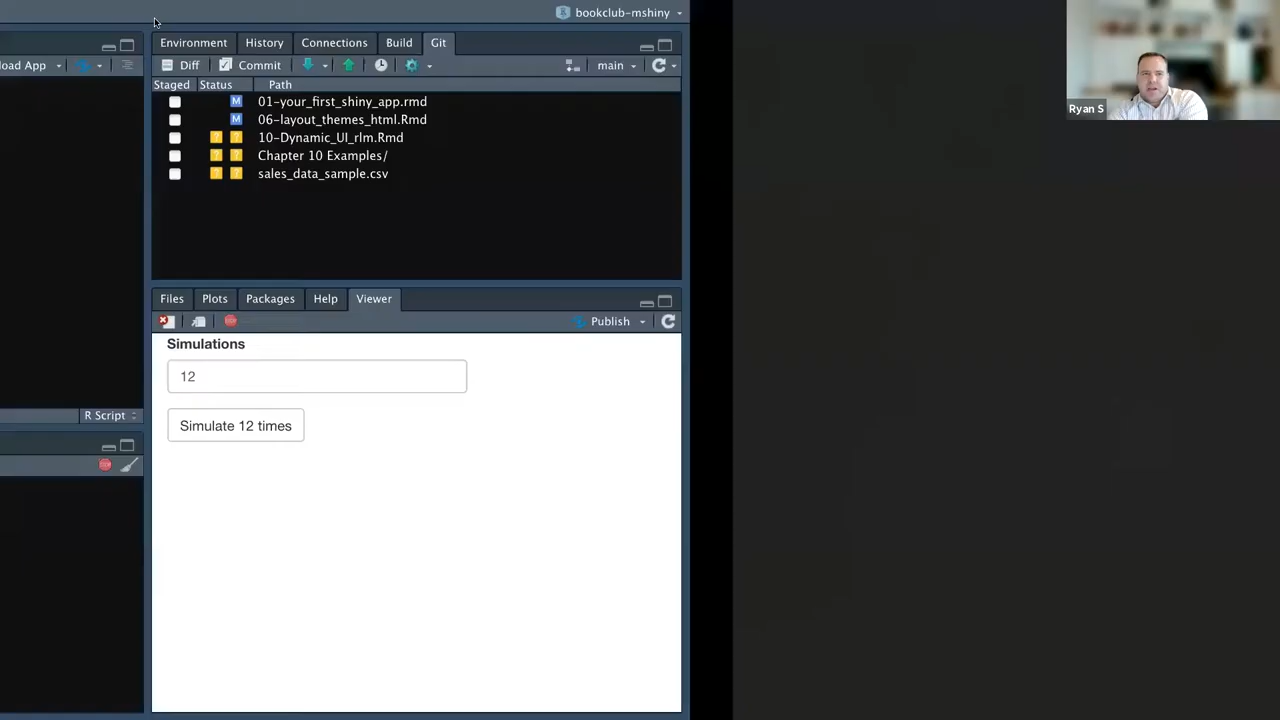 bookclub-mshiny
Ryan S
Environment History Connections Build Git
load App
Diff Commit main
Staged Status Path
M 01-your_first_shiny_app.rmd
M 06-layout_themes_html.Rmd
? ? 10-Dynamic_UI_rlm.Rmd
? ? Chapter 10 Examples/
? ? sales_data_sample.csv
Files Plots Packages Help Viewer
Publish
Simulations
12
R Script
Simulate 12 times